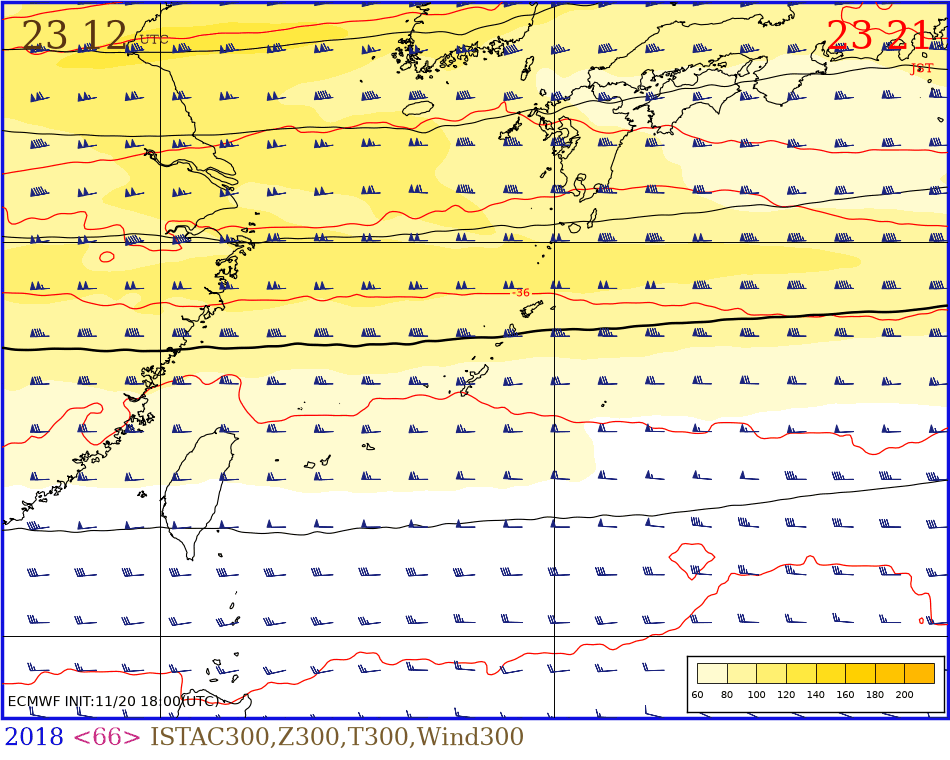 23 12 UTC 23 21
JST
-36
60 80 100 120 140 160 180 200
ECMWF INIT:11/20 18:00(UTC)
2018 <66> ISTAC300,Z300,T300,Wind300